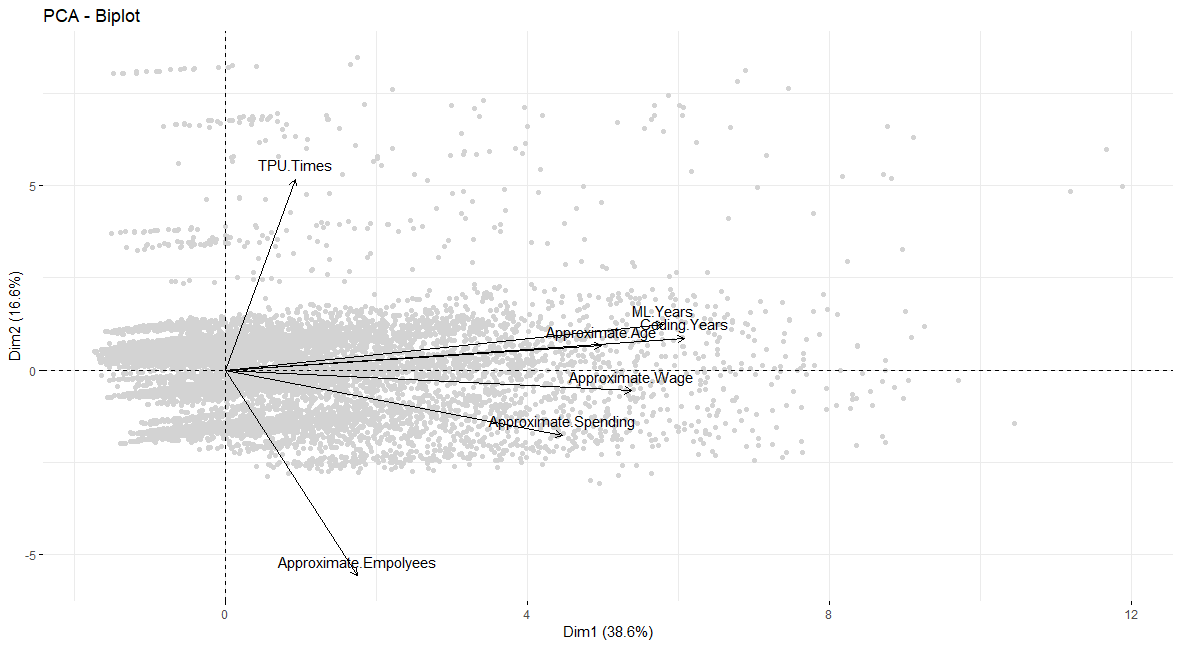 PCA - Biplot
TPU.Times
5
ML.Years
Coding.Years
Approximate.Age
Dim2 (16.6%)
0
Approximate.Wage
Approximate.Spending
-5
Approximate.Empolyees
0
4
8
12
Dim1 (38.6%)